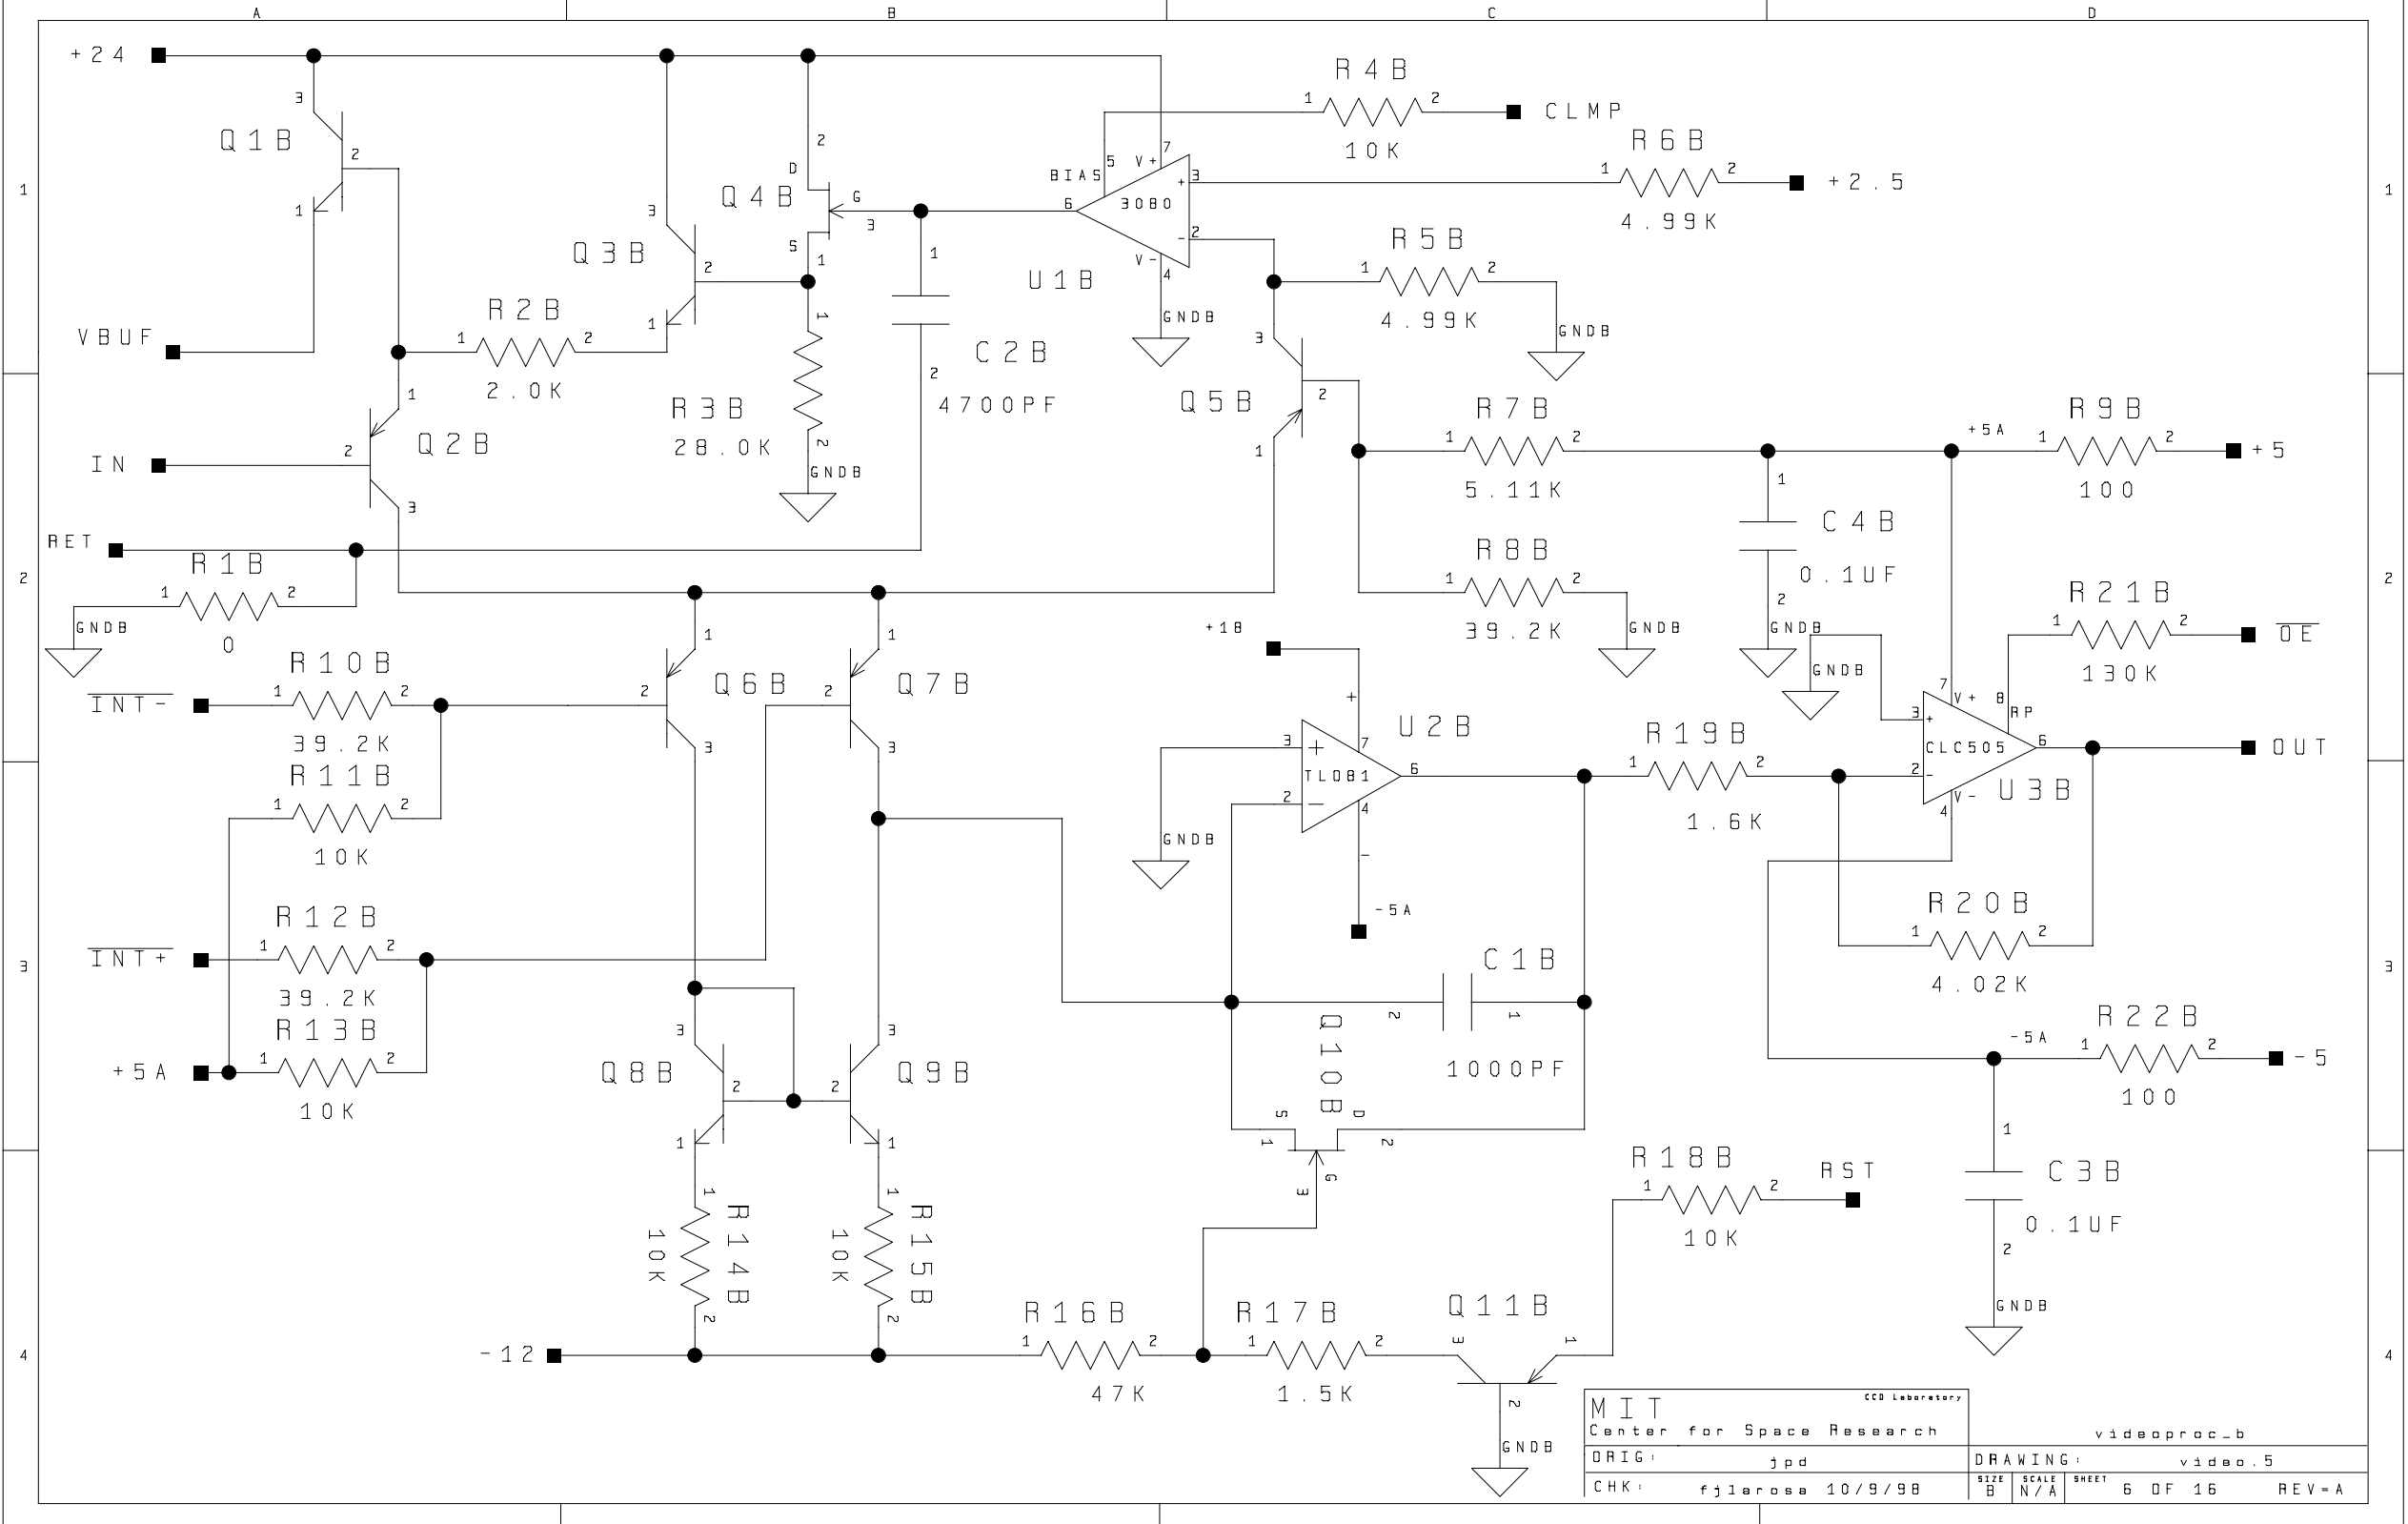 A B C D
+24
3
Q1B
2
1
3
Q3B
2
1
D
2
Q4B
G
3
S
1
BIAS
5
V+
7
+
3
6
3080
-
2
V-
4
U1B
GNDB
R4B
1 2
10K
CLMP
R6B
1 2
4.99K
+2.5
R5B
1 2
4.99K
GNDB
1 1
VBUF
R2B
1 2
2.0K
1
R3B
28.0K
2
GNDB
1
C2B
2
4700PF
3
Q5B
2
1
1
IN
2
Q2B
3
R7B
1 2
5.11K
+5A
R9B
1 2
100
+5
1
C4B
0.1UF
2
GNDB
RET
R1B
1 2
0
GNDB
2 2
R8B
1 2
39.2K
GNDB
R21B
1 2
130K
OE
INT-
R10B
1 2
39.2K
R11B
1 2
10K
1
Q6B
2
3
1
Q7B
2
3
+18
+
U2B
3
+
7
TL081
6
2
-
4
-
-5A
GNDB
R19B
1 2
1.6K
GNDB
7
V+
8
RP
3
+
CLC505
6
2
-
V-
4
U3B
OUT
R20B
1 2
4.02K
3 3
INT+
R12B
1 2
39.2K
R13B
1 2
10K
+5A
C1B
2 1
1000PF
Q10B
S D
1 2
G
3
-5A
R22B
1 2
100
-5
1
C3B
0.1UF
2
GNDB
3
Q8B
2
1
3
Q9B
2
1
1
R14B
10K
2
1
R15B
10K
2
R18B
1 2
10K
RST
4 4
-12
R16B
1 2
47K
R17B
1 2
1.5K
Q11B
3 1
2
GNDB
MIT
CCD Laboratory
Center for Space Research
videoproc_b
ORIG: jpd
DRAWING: video.5
CHK: fjlarosa 10/9/98
SIZE B
SCALE N/A
SHEET 6 OF 16
REV=A